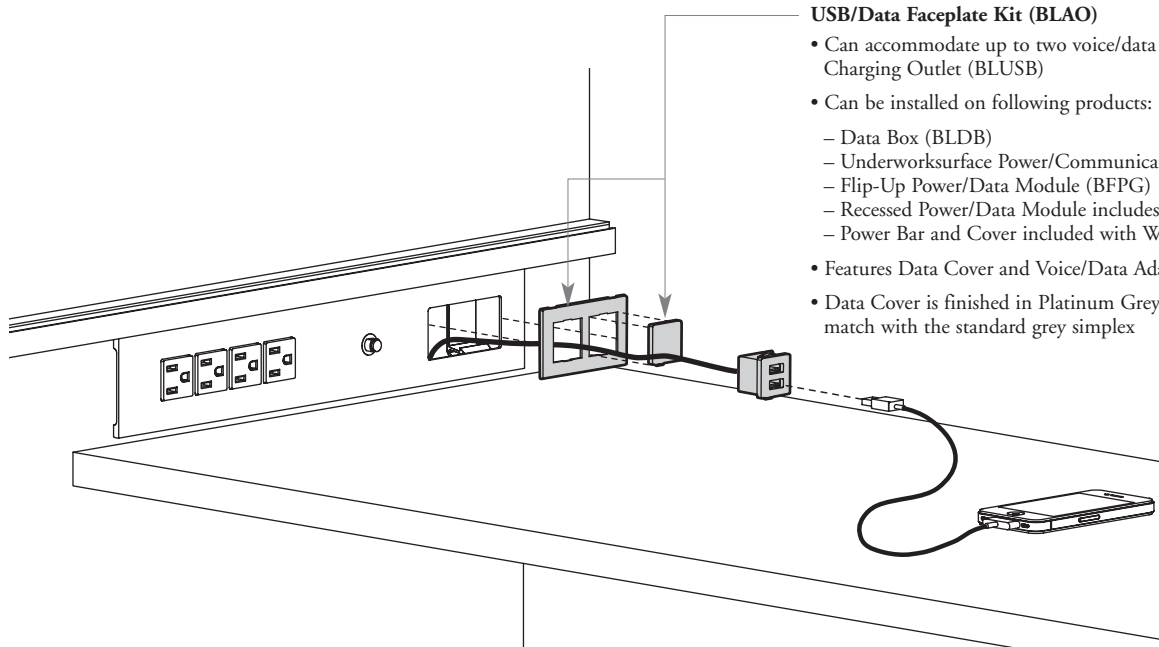 USB/Data Faceplate Kit (BLAO)
• Can accommodate up to two voice/data
Charging Outlet (BLUSB)
• Can be installed on following products:
– Data Box (BLDB)
– Underworksurface Power/Communica
– Flip-Up Power/Data Module (BFPG)
– Recessed Power/Data Module includes
– Power Bar and Cover included with W
• Features Data Cover and Voice/Data Ada
• Data Cover is finished in Platinum Grey
match with the standard grey simplex